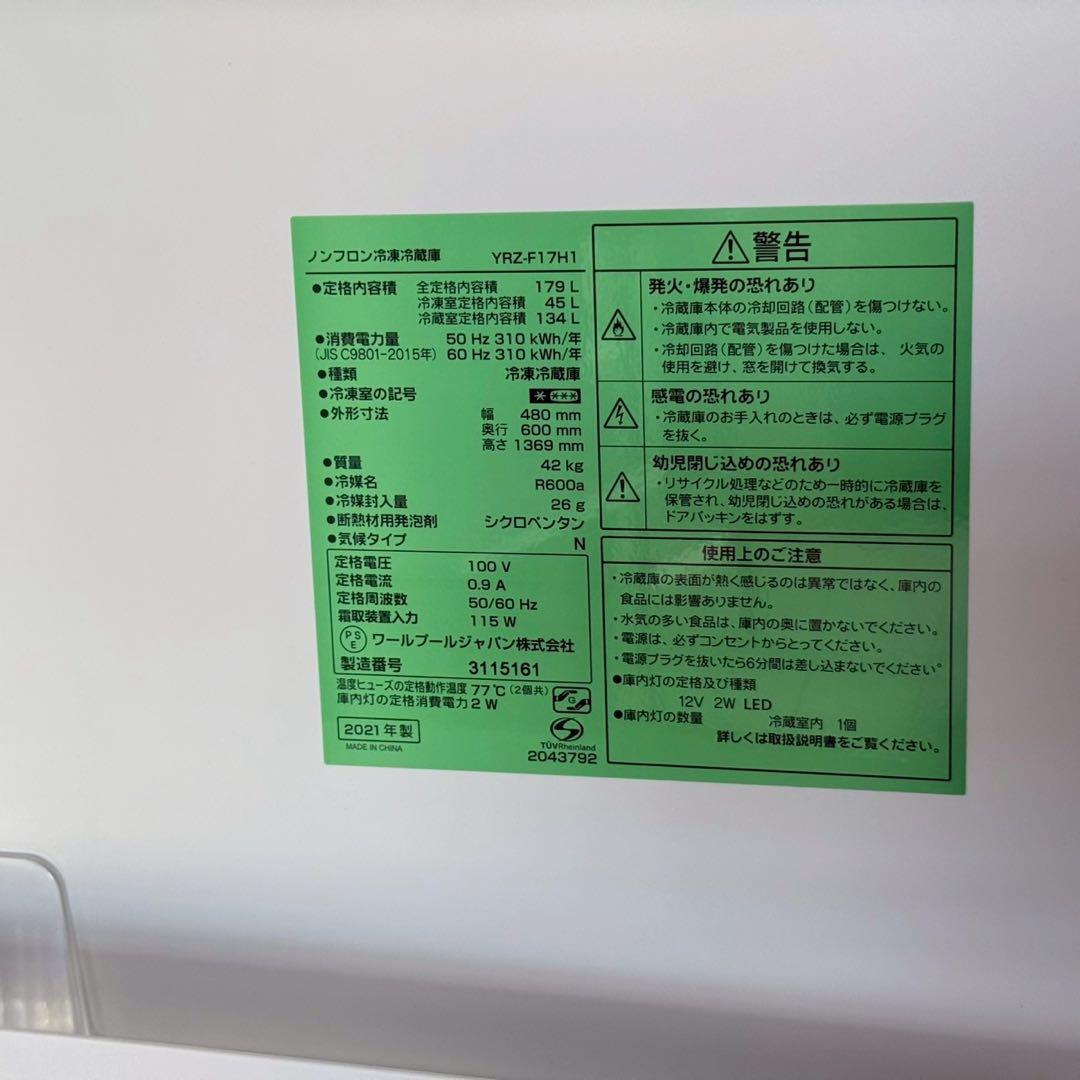 ノンフロン冷凍冷蔵庫 YRZ-F17H1
●定格内容積 全定格内容積 179 L
冷凍室定格内容積 45 L
冷蔵室定格内容積 134 L
●消費電力量 50 Hz 310 kWh/年
(JIS C9801-2015年) 60 Hz 310 kWh/年
●種類 冷凍冷蔵庫
●冷凍室の記号
●外形寸法 幅 480 mm
奥行 600 mm
高さ 1369 mm
●質量 42 kg
●冷媒名 R600a
●冷媒封入量 26 g
●断熱材用発泡剤 シクロペンタン
●気候タイプ N
定格電圧 100 V
定格電流 0.9 A
定格周波数 50/60 Hz
霜取装置入力 115 W
PSE ワールプールジャパン株式会社
製造番号 3115161
温度ヒューズの定格動作温度 77℃ (2個共)
庫内灯の定格消費電力 2 W
G
2021年製
MADE IN CHINA
TÜVRheinland
2043792
警告
発火・爆発の恐れあり
・冷蔵庫本体の冷却回路(配管)を傷つけない。
・冷蔵庫内で電気製品を使用しない。
・冷却回路(配管)を傷つけた場合は、火気の
使用を避け、窓を開けて換気する。
感電の恐れあり
・冷蔵庫のお手入れのときは、必ず電源プラグ
を抜く。
幼児閉じ込めの恐れあり
・リサイクル処理などのため一時的に冷蔵庫を
保管され、幼児閉じ込めの恐れがある場合は、
ドアパッキンをはずす。
使用上のご注意
・冷蔵庫の表面が熱く感じるのは異常ではなく、庫内の
食品には影響ありません。
・水気の多い食品は、庫内の奥に置かないでください。
・電源は、必ずコンセントからとってください。
・電源プラグを抜いたら6分間は差し込まないでください。
●庫内灯の定格及び種類
12V 2W LED
●庫内灯の数量 冷蔵室内 1個
詳しくは取扱説明書をご覧ください。